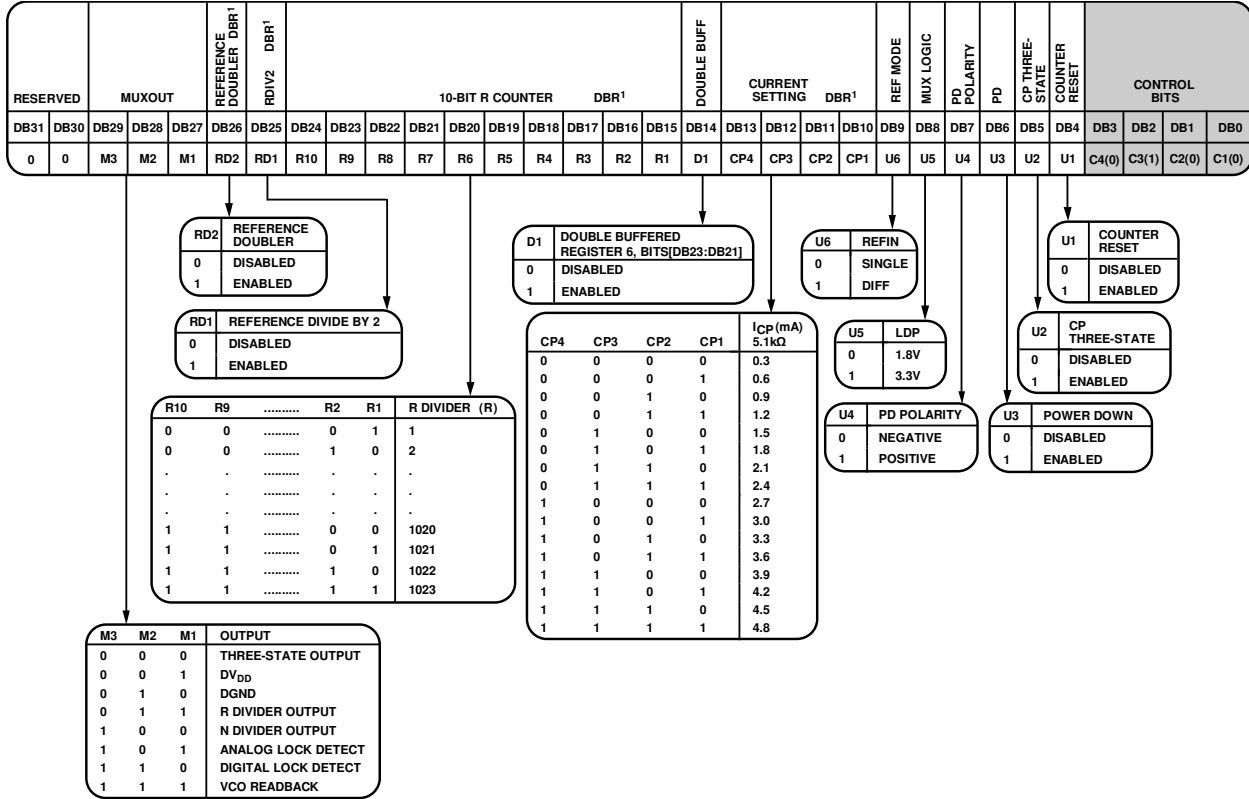 RESERVED MUXOUT REFERENCE DOUBLER DBR1 RDIV2 DBR1 10-BIT R COUNTER DBR1 DOUBLE BUFF CURRENT SETTING DBR1 REF MODE MUX LOGIC PD POLARITY PD CP THREE-STATE COUNTER RESET CONTROL BITS
DB31 DB30 DB29 DB28 DB27 DB26 DB25 DB24 DB23 DB22 DB21 DB20 DB19 DB18 DB17 DB16 DB15 DB14 DB13 DB12 DB11 DB10 DB9 DB8 DB7 DB6 DB5 DB4 DB3 DB2 DB1 DB0
0 0 M3 M2 M1 RD2 RD1 R10 R9 R8 R7 R6 R5 R4 R3 R2 R1 D1 CP4 CP3 CP2 CP1 U6 U5 U4 U3 U2 U1 C4(0) C3(1) C2(0) C1(0)
RD2 REFERENCE DOUBLER
0 DISABLED
1 ENABLED
RD1 REFERENCE DIVIDE BY 2
0 DISABLED
1 ENABLED
R10 R9 .......... R2 R1 R DIVIDER (R)
0 0 .......... 0 1 1
0 0 .......... 1 0 2
. . .......... . . .
. . .......... . . .
. . .......... . . .
1 1 .......... 0 0 1020
1 1 .......... 0 1 1021
1 1 .......... 1 0 1022
1 1 .......... 1 1 1023
M3 M2 M1 OUTPUT
0 0 0 THREE-STATE OUTPUT
0 0 1 DVDD
0 1 0 DGND
0 1 1 R DIVIDER OUTPUT
1 0 0 N DIVIDER OUTPUT
1 0 1 ANALOG LOCK DETECT
1 1 0 DIGITAL LOCK DETECT
1 1 1 VCO READBACK
D1 DOUBLE BUFFERED
REGISTER 6, BITS[DB23:DB21]
0 DISABLED
1 ENABLED
ICP (mA)
CP4 CP3 CP2 CP1 5.1kΩ
0 0 0 0 0.3
0 0 0 1 0.6
0 0 1 0 0.9
0 0 1 1 1.2
0 1 0 0 1.5
0 1 0 1 1.8
0 1 1 0 2.1
0 1 1 1 2.4
1 0 0 0 2.7
1 0 0 1 3.0
1 0 1 0 3.3
1 0 1 1 3.6
1 1 0 0 3.9
1 1 0 1 4.2
1 1 1 0 4.5
1 1 1 1 4.8
U6 REFIN
0 SINGLE
1 DIFF
U5 LDP
0 1.8V
1 3.3V
U4 PD POLARITY
0 NEGATIVE
1 POSITIVE
U1 COUNTER RESET
0 DISABLED
1 ENABLED
U2 CP THREE-STATE
0 DISABLED
1 ENABLED
U3 POWER DOWN
0 DISABLED
1 ENABLED